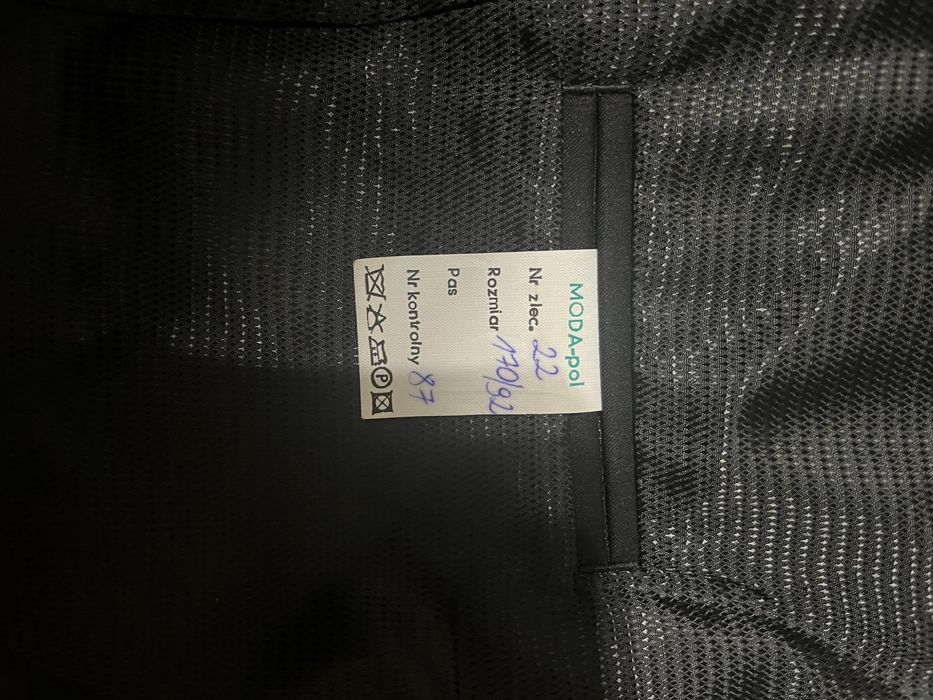 MODA-pol
Nr zlec. 22
Rozmiar 170/92
Pas
Nr kontrolny 87
P